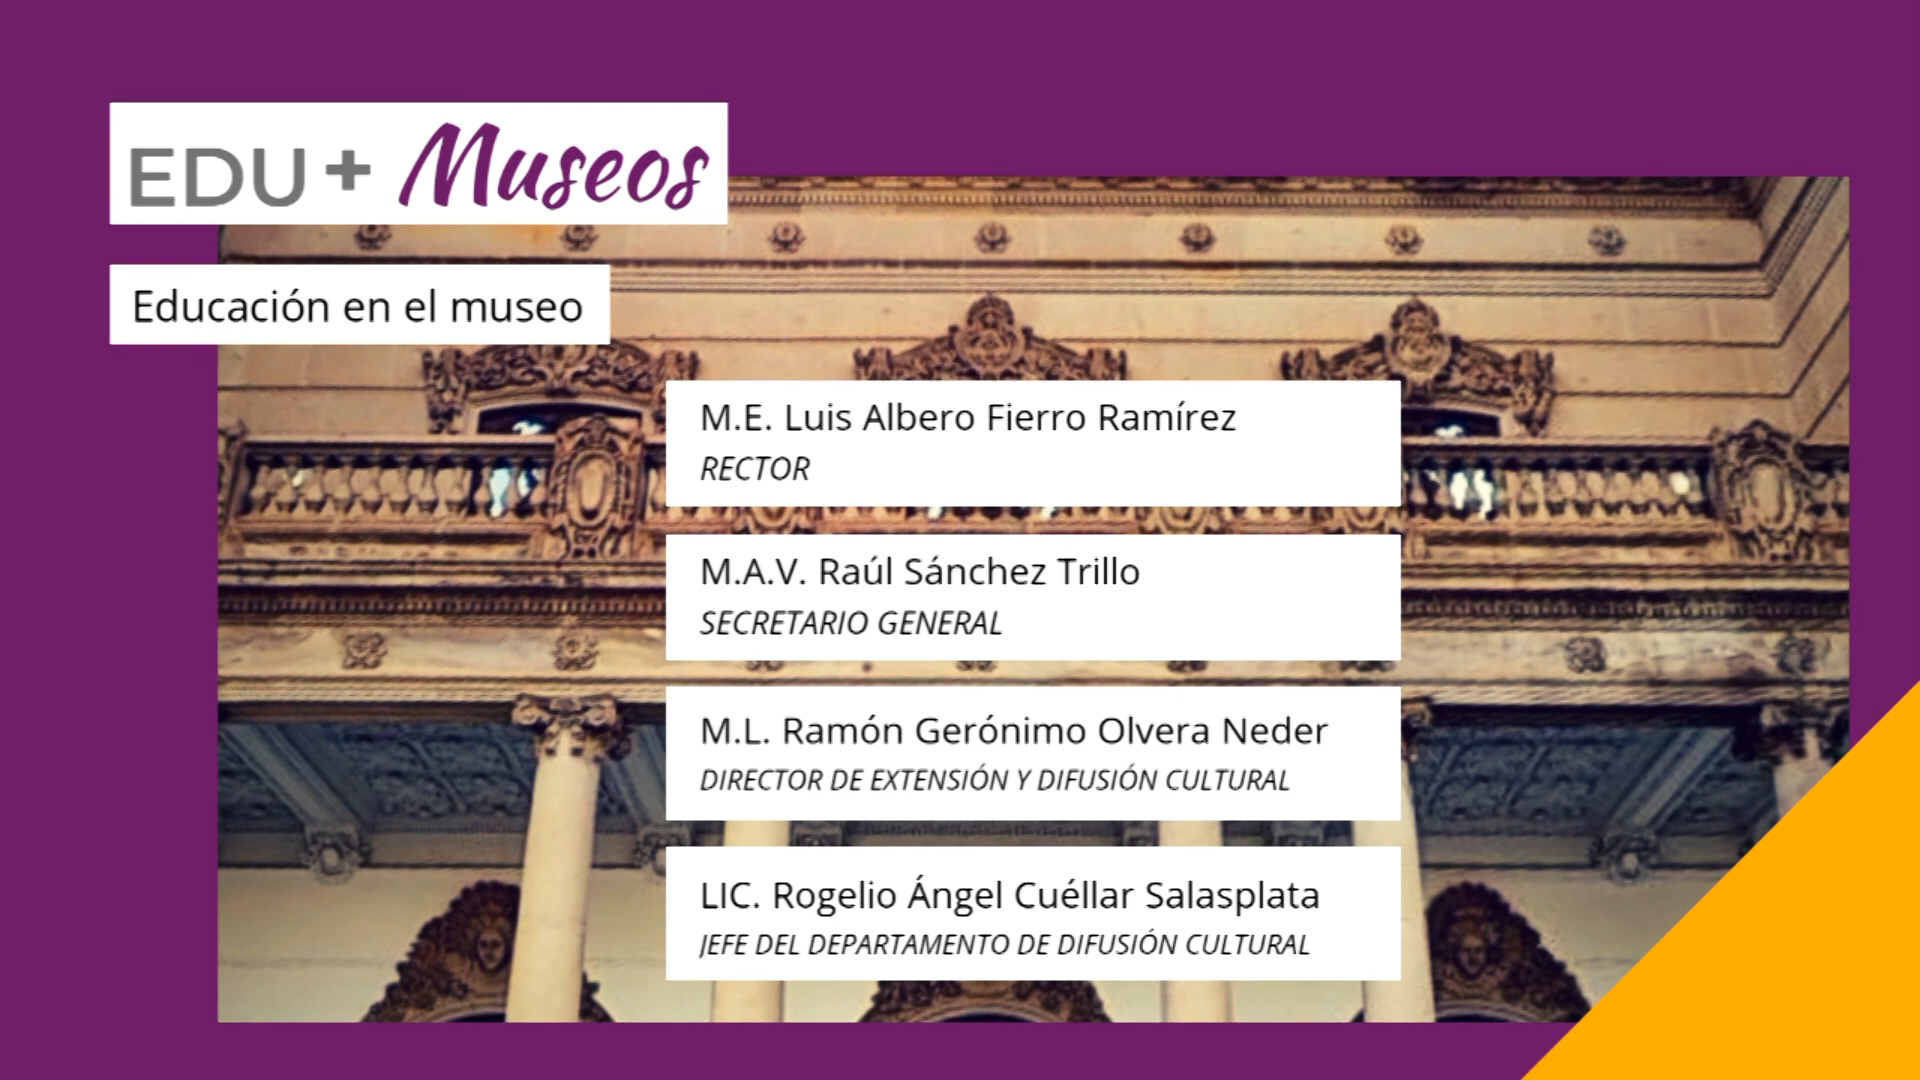 EDU + Museos
Educación en el museo
M.E. Luis Albero Fierro Ramírez
RECTOR
M.A.V. Raúl Sánchez Trillo
SECRETARIO GENERAL
M.L. Ramón Gerónimo Olvera Neder
DIRECTOR DE EXTENSIÓN Y DIFUSIÓN CULTURAL
LIC. Rogelio Ángel Cuéllar Salasplata
JEFE DEL DEPARTAMENTO DE DIFUSIÓN CULTURAL